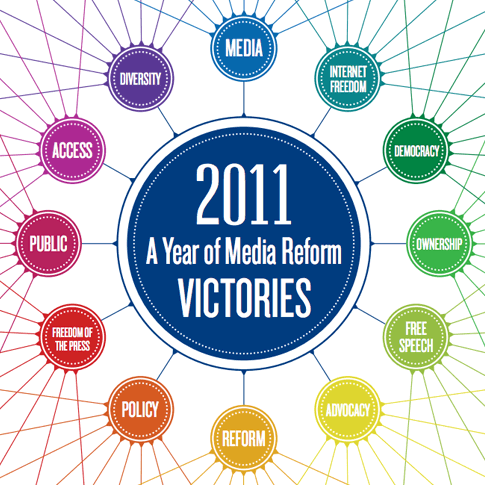 2011
A Year of Media Reform
VICTORIES
MEDIA
INTERNET
FREEDOM
DEMOCRACY
OWNERSHIP
FREE
SPEECH
ADVOCACY
REFORM
POLICY
FREEDOM OF
THE PRESS
PUBLIC
ACCESS
DIVERSITY